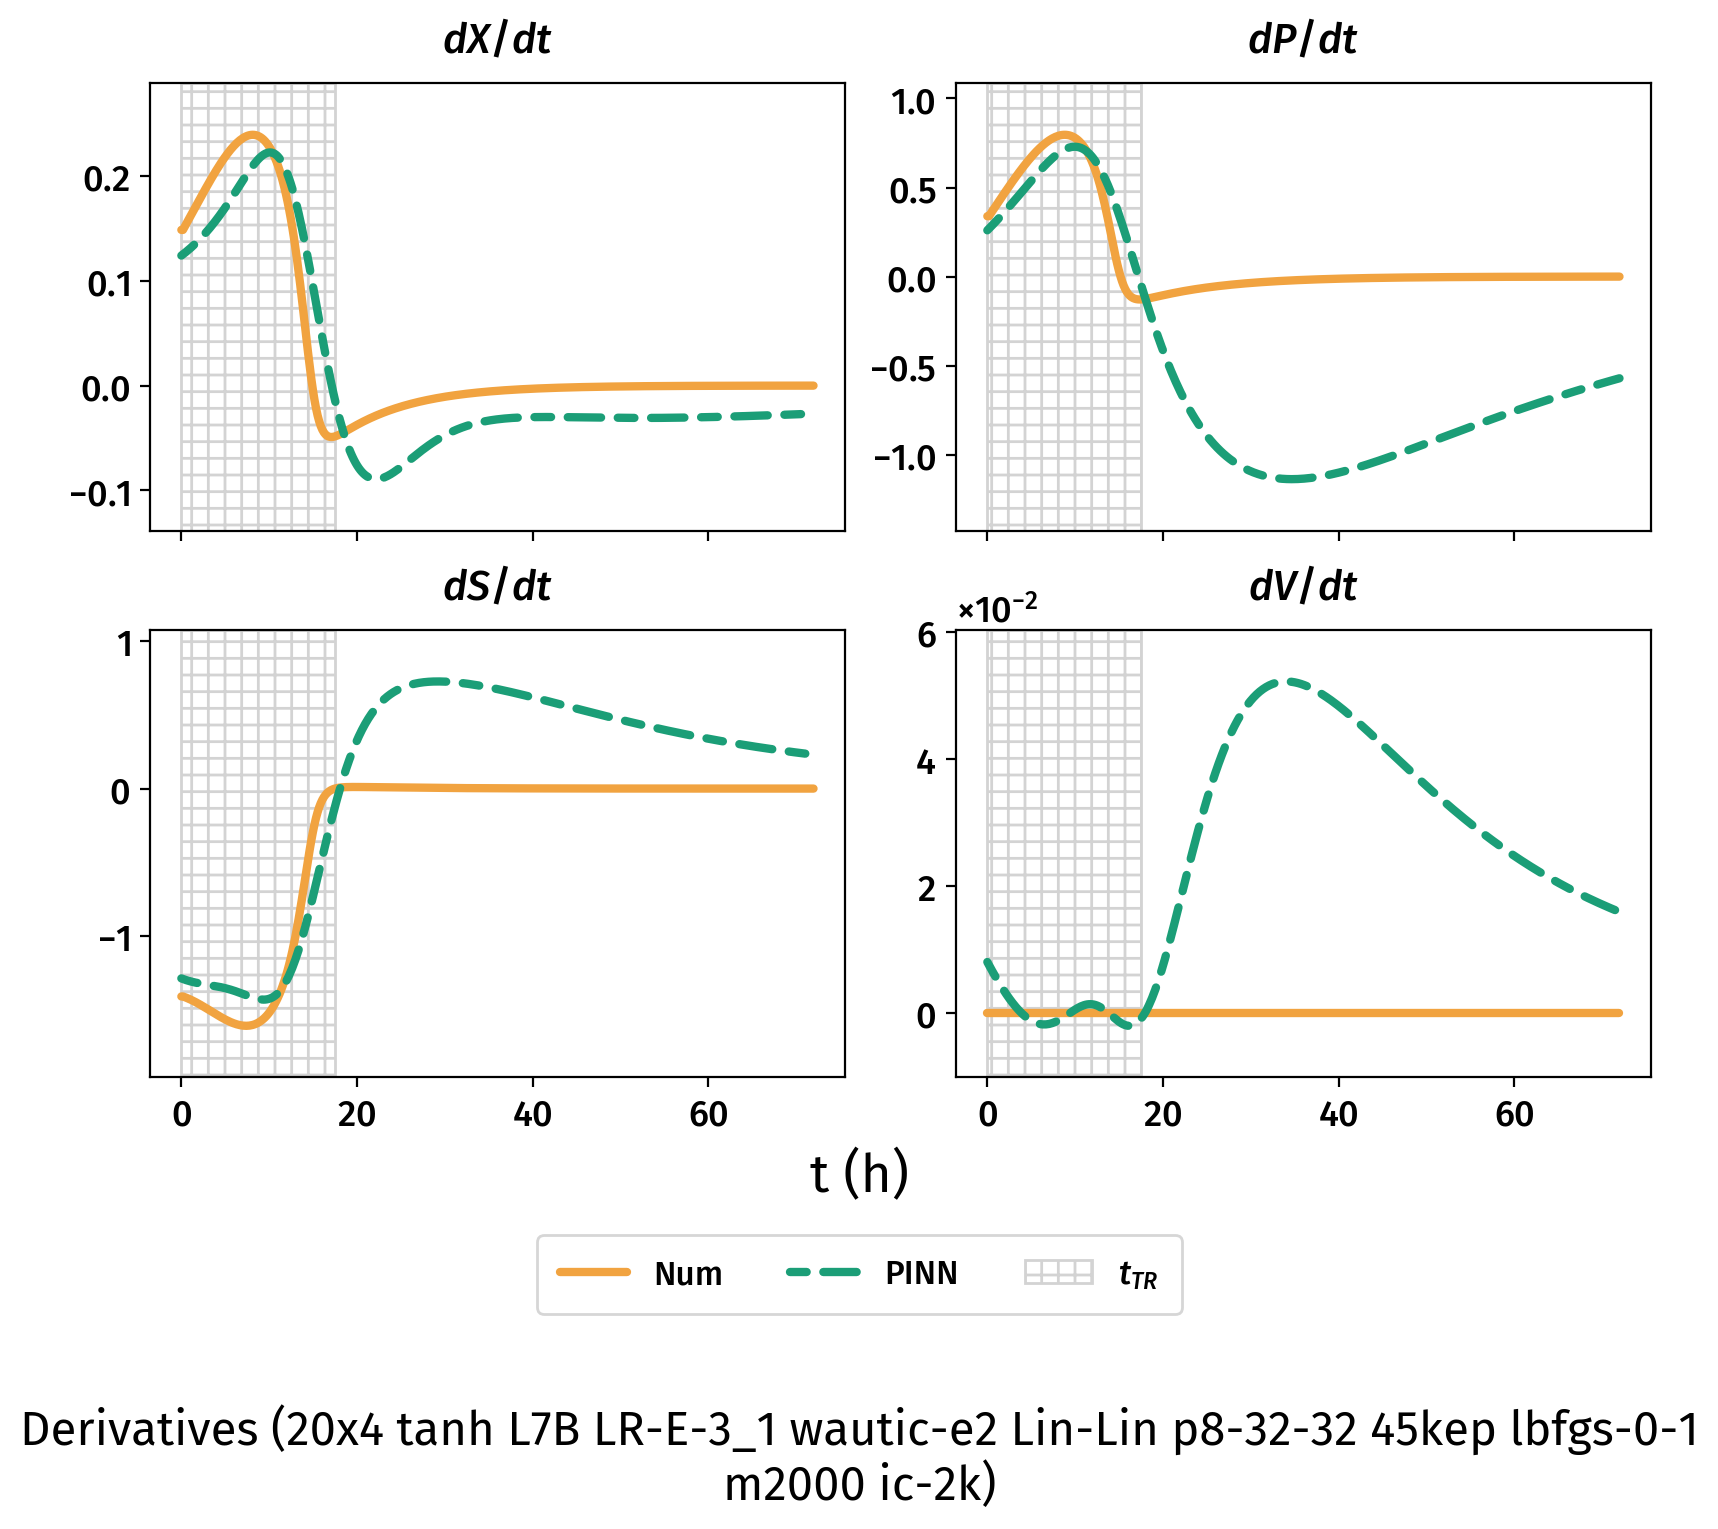 dX/dt
dP/dt
0.2
0.1
0.0
−0.1
1.0
0.5
0.0
−0.5
−1.0
dS/dt
dV/dt
×10⁻²
1
0
−1
6
4
2
0
0 20 40 60
0 20 40 60
t (h)
Num PINN t_TR
Derivatives (20x4 tanh L7B LR-E-3_1 wautic-e2 Lin-Lin p8-32-32 45kep lbfgs-0-1
m2000 ic-2k)